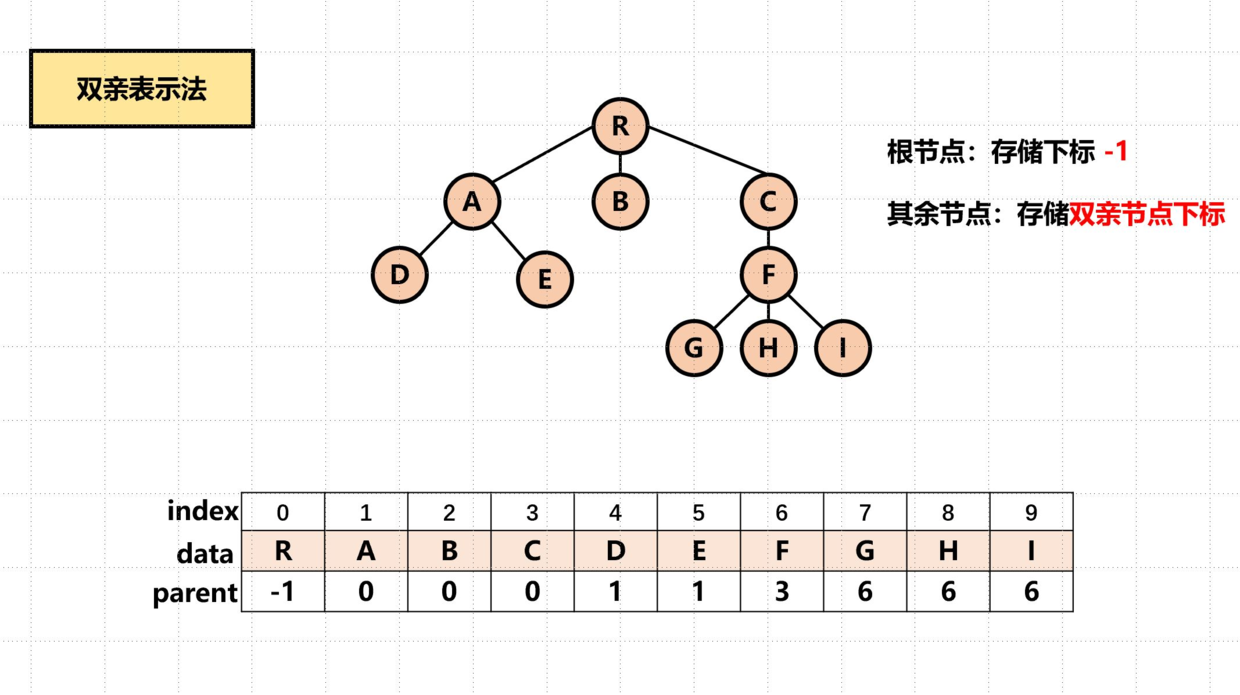 双亲表示法
R
根节点：存储下标 -1
A B C
其余节点：存储双亲节点下标
D E F
G H I
index 0 1 2 3 4 5 6 7 8 9
data R A B C D E F G H I
parent -1 0 0 0 1 1 3 6 6 6